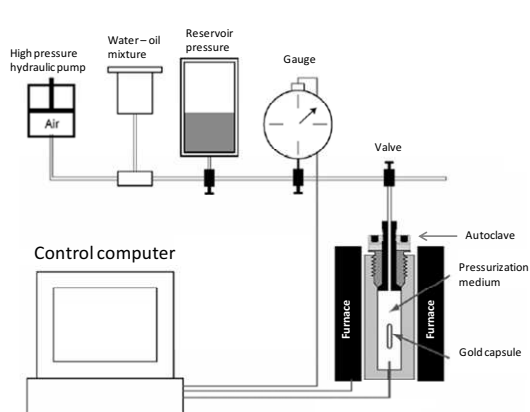 High pressure
hydraulic pump
Water – oil
mixture
Reservoir
pressure
Gauge
Air
Valve
Autoclave
Control computer
Pressurization
medium
Furnace
Furnace
Gold capsule